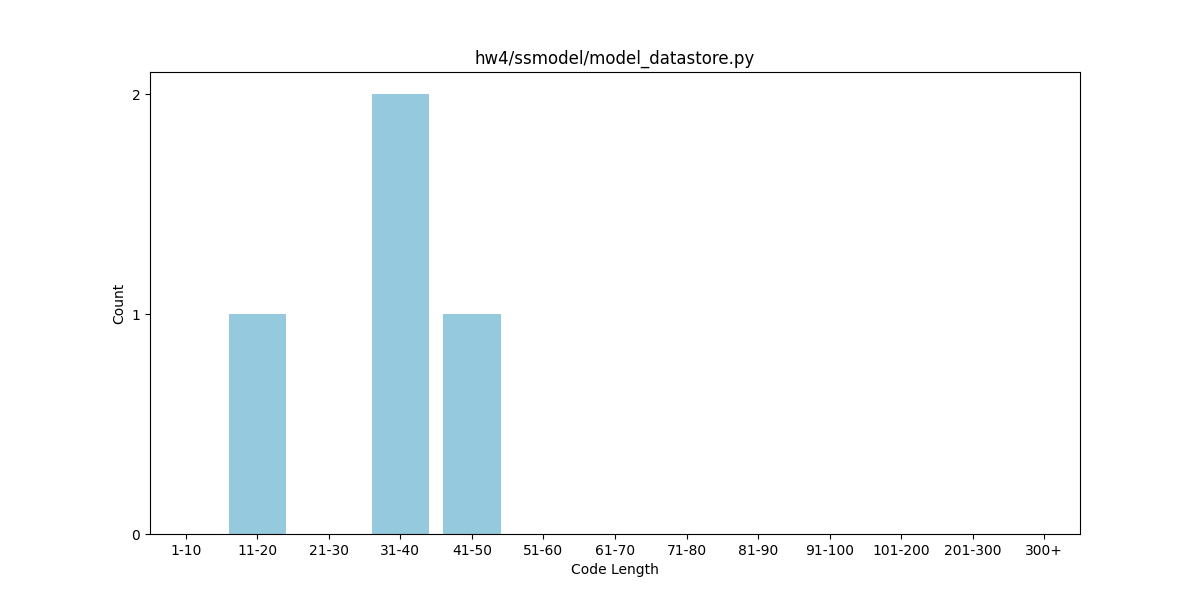 hw4/ssmodel/model_datastore.py
2
1
0
Count
1-10 11-20 21-30 31-40 41-50 51-60 61-70 71-80 81-90 91-100 101-200 201-300 300+
Code Length